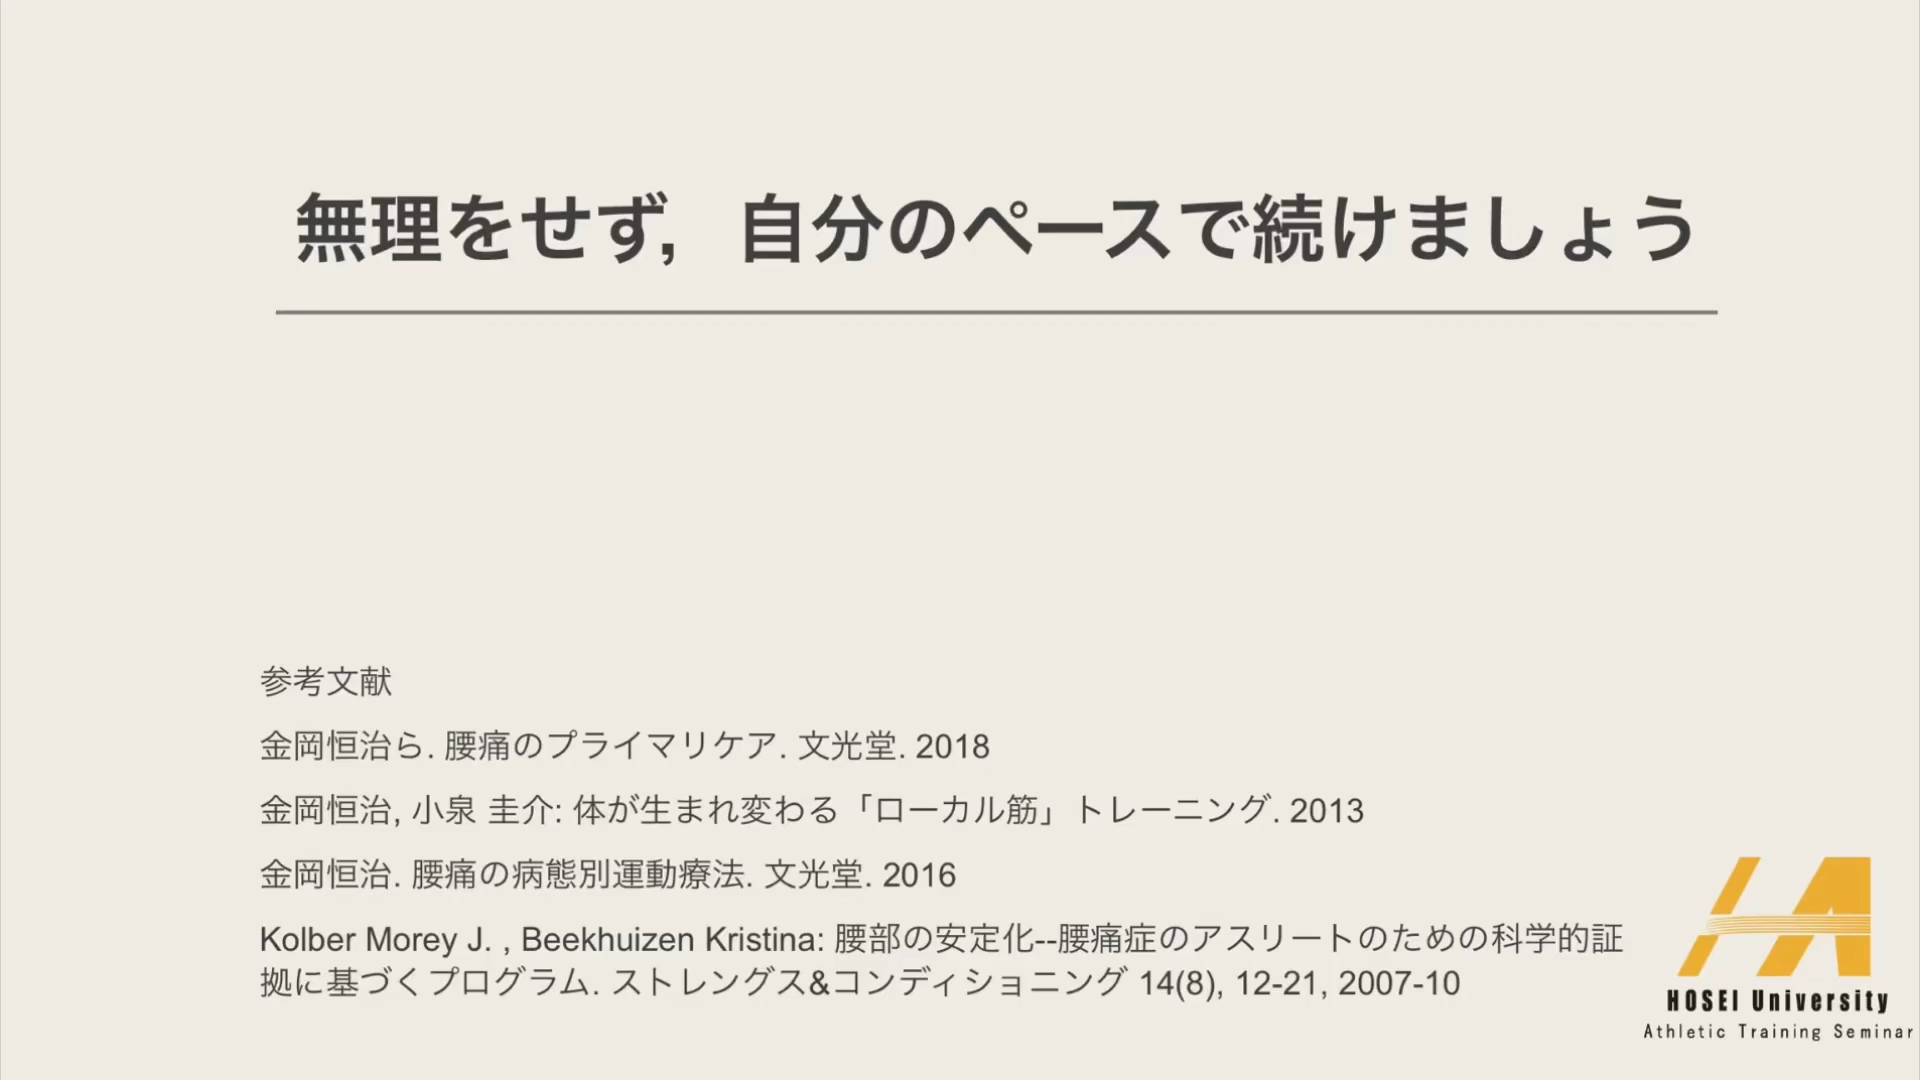 無理をせず，自分のペースで続けましょう
参考文献
金岡恒治ら. 腰痛のプライマリケア. 文光堂. 2018
金岡恒治, 小泉 圭介: 体が生まれ変わる「ローカル筋」トレーニング. 2013
金岡恒治. 腰痛の病態別運動療法. 文光堂. 2016
Kolber Morey J. , Beekhuizen Kristina: 腰部の安定化--腰痛症のアスリートのための科学的証
拠に基づくプログラム. ストレングス&コンディショニング 14(8), 12-21, 2007-10
HA
HOSEI University
Athletic Training Seminar